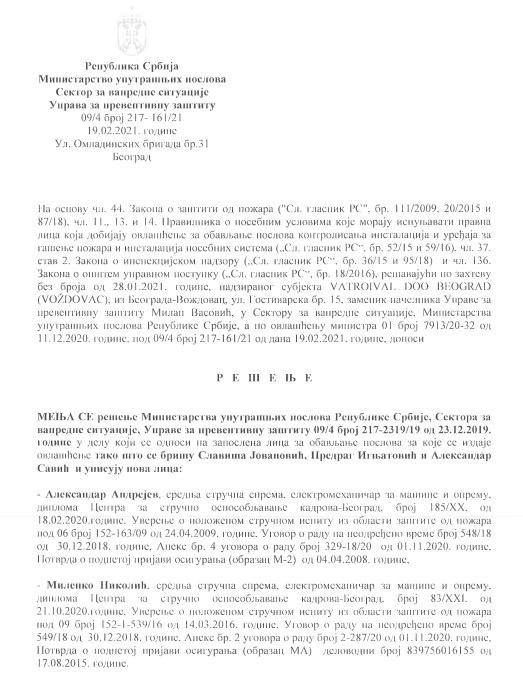 Република Србија
Министарство унутрашњих послова
Сектор за ванредне ситуације
Управа за превентивну заштиту
09/4 број 217- 161/21
19.02.2021. године
Ул. Омладинских бригада бр.31
Београд
На основу чл. 44. Закона о заштити од пожара ("Сл. гласник РС", бр. 111/2009, 20/2015 и
87/18), чл. 11., 13. и 14. Правилника о посебним условима које морају испуњавати правна
лица која добијају овлашћење за обављање послова контролисања инсталација и уређаја за
гашење пожара и инсталација посебних система („Сл. гласник РС“, бр. 52/15 и 59/16), чл. 37.
став 2. Закона о инспекцијском надзору („Сл. гласник РС“, бр. 36/15 и 95/18) и чл. 136.
Закона о општем управном поступку („Сл. гласник РС“, бр. 18/2016), решавајући по захтеву
без броја од 28.01.2021. године, надзираног субјекта VATROIVAL DOO BEOGRAD
(VOŽDOVAC), из Београда-Вождовац, ул. Гостиварска бр. 15, заменик начелника Управе за
превентивну заштиту Милан Васовић, у Сектору за ванредне ситуације, Министарства
унутрашњих послова Републике Србије, а по овлашћењу министра 01 број 7913/20-32 од
11.12.2020. године, под 09/4 број 217-161/21 од дана 19.02.2021. године, доноси
Р Е Ш Е Њ Е
МЕЊА СЕ решење Министарства унутрашњих послова Републике Србије, Сектора за
ванредне ситуације, Управе за превентивну заштиту 09/4 број 217-2319/19 од 23.12.2019.
године у делу који се односи на запослена лица за обављање послова за које се издаје
овлашћење тако што се бришу Славиша Јовановић, Предраг Игњатовић и Александар
Савић и уписују нова лица:
- Александар Андрејев, средња стручна спрема, електромеханичар за машине и опрему,
диплома Центра за стручно оспособљавање кадрова-Београд, број 185/XX, од
18.02.2020.године. Уверење о положеном стручном испиту из области заштите од пожара
под 06 број 152-163/09 од 24.04.2009. године. Уговор о раду на неодређено време број 548/18
од 30.12.2018. године, Анекс бр. 4 уговора о раду број 329-18/20 од 01.11.2020. године.
Потврда о поднетој пријави осигурања (образац М-2) од 04.04.2008. године,
- Миленко Николић, средња стручна спрема, електромеханичар за машине и опрему,
диплома Центра за стручно оспособљавање кадрова-Београд, број 83/XXI. од
21.10.2020.године. Уверење о положеном стручном испиту из области заштите од пожара
под 09 број 152-1-539/16 од 14.03.2016. године. Уговор о раду на неодређено време број
549/18 од 30.12.2018. године, Анекс бр. 2 уговора о раду број 2-287/20 од 01.11.2020. године,
Потврда о поднетој пријави осигурања (образац МА) деловодни број 839756016155 од
17.08.2015. године.